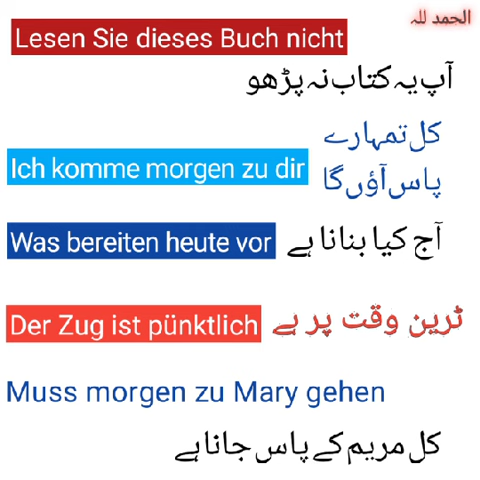 الحمد للہ
Lesen Sie dieses Buch nicht
آپ یہ کتاب نہ پڑھو
کل تمہارے
Ich komme morgen zu dir
پاس آؤں گا
Was bereiten heute vor
آج کیا بنانا ہے
Der Zug ist pünktlich
ٹرین وقت پر ہے
Muss morgen zu Mary gehen
کل مریم کے پاس جانا ہے